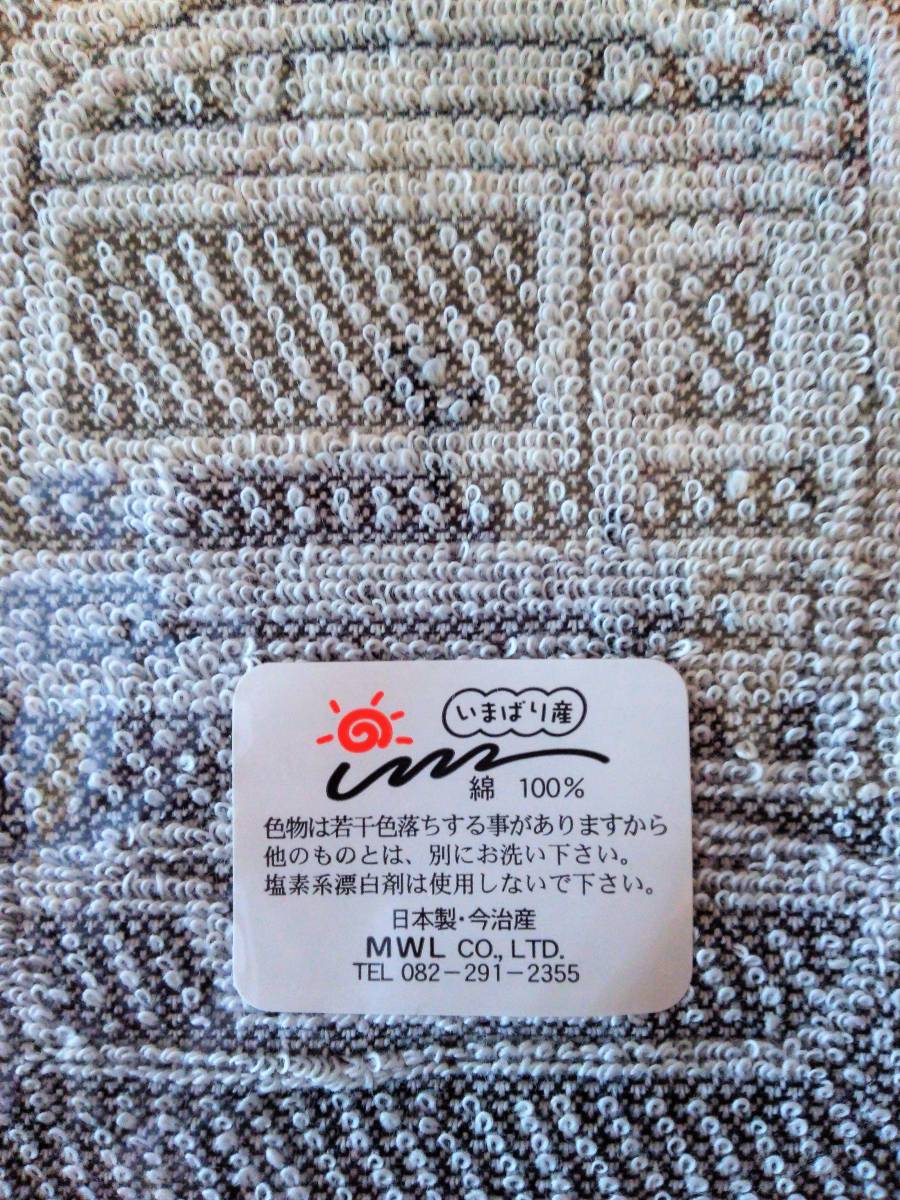 いまばり産
綿 100%
色物は若干色落ちする事がありますから
他のものとは、別にお洗い下さい。
塩素系漂白剤は使用しないで下さい。
日本製・今治産
MWL CO., LTD.
TEL 082-291-2355